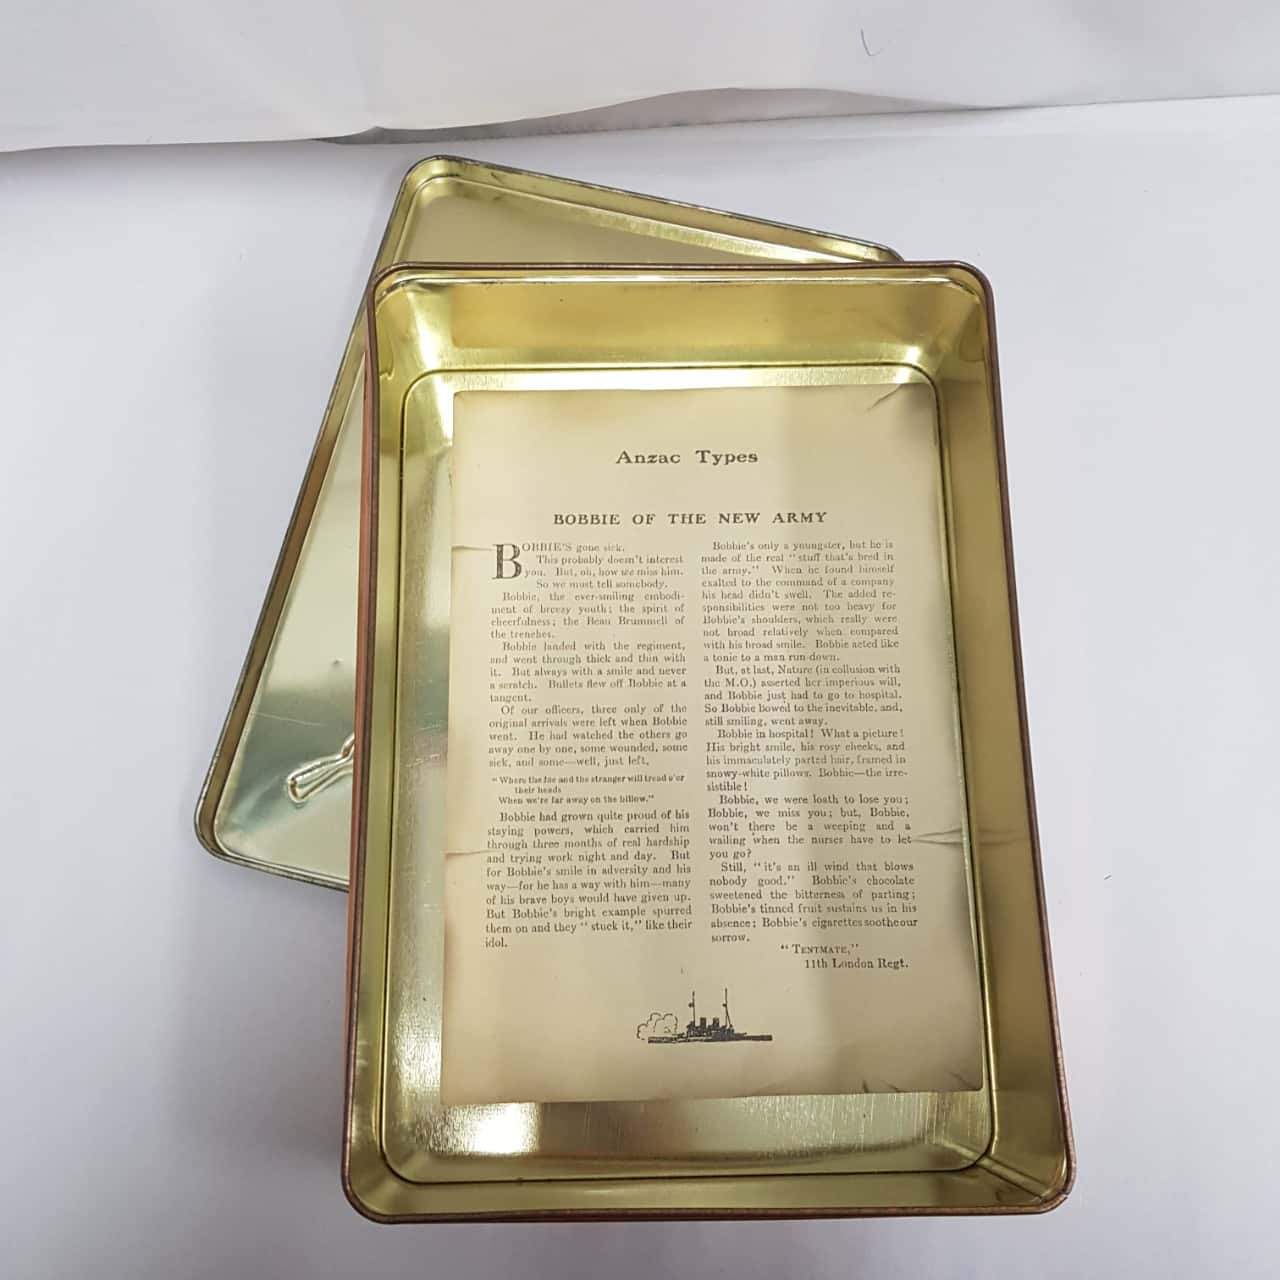 Anzac Types
BOBBIE OF THE NEW ARMY
BOBBIE'S gone sick.
This probably doesn't interest
you. But, oh, how we miss him.
So we must tell somebody.
Bobbie, the ever-smiling embodi-
ment of breezy youth; the spirit of
cheerfulness; the Beau Brummell of
the trenches.
Bobbie landed with the regiment,
and went through thick and thin with
it. But always with a smile and never
a scratch. Bullets flew off Bobbie at a
tangent.
Of our officers, three only of the
original arrivals were left when Bobbie
went. He had watched the others go
away one by one, some wounded, some
sick, and some—well, just left,
"Where the foe and the stranger will tread o'er
their heads
When we're far away on the billow."
Bobbie had grown quite proud of his
staying powers, which carried him
through three months of real hardship
and trying work night and day. But
for Bobbie's smile in adversity and his
way—for he has a way with him—many
of his brave boys would have given up.
But Bobbie's bright example spurred
them on and they "stuck it," like their
idol.
Bobbie's only a youngster, but he is
made of the real "stuff that's bred in
the army." When he found himself
exalted to the command of a company
his head didn't swell. The added re-
sponsibilities were not too heavy for
Bobbie's shoulders, which really were
not broad relatively when compared
with his broad smile. Bobbie acted like
a tonic to a man run-down.
But, at last, Nature (in collusion with
the M.O.) asserted her imperious will,
and Bobbie just had to go to hospital.
So Bobbie bowed to the inevitable, and,
still smiling, went away.
Bobbie in hospital! What a picture!
His bright smile, his rosy cheeks, and
his immaculately parted hair, framed in
snowy-white pillows. Bobbie—the irre-
sistible!
Bobbie, we were loath to lose you;
Bobbie, we miss you; but, Bobbie,
won't there be a weeping and a
wailing when the nurses have to let
you go?
Still, "it's an ill wind that blows
nobody good." Bobbie's chocolate
sweetened the bitterness of parting;
Bobbie's tinned fruit sustains us in his
absence; Bobbie's cigarettes soothe our
sorrow.
"TENTMATE,"
11th London Regt.